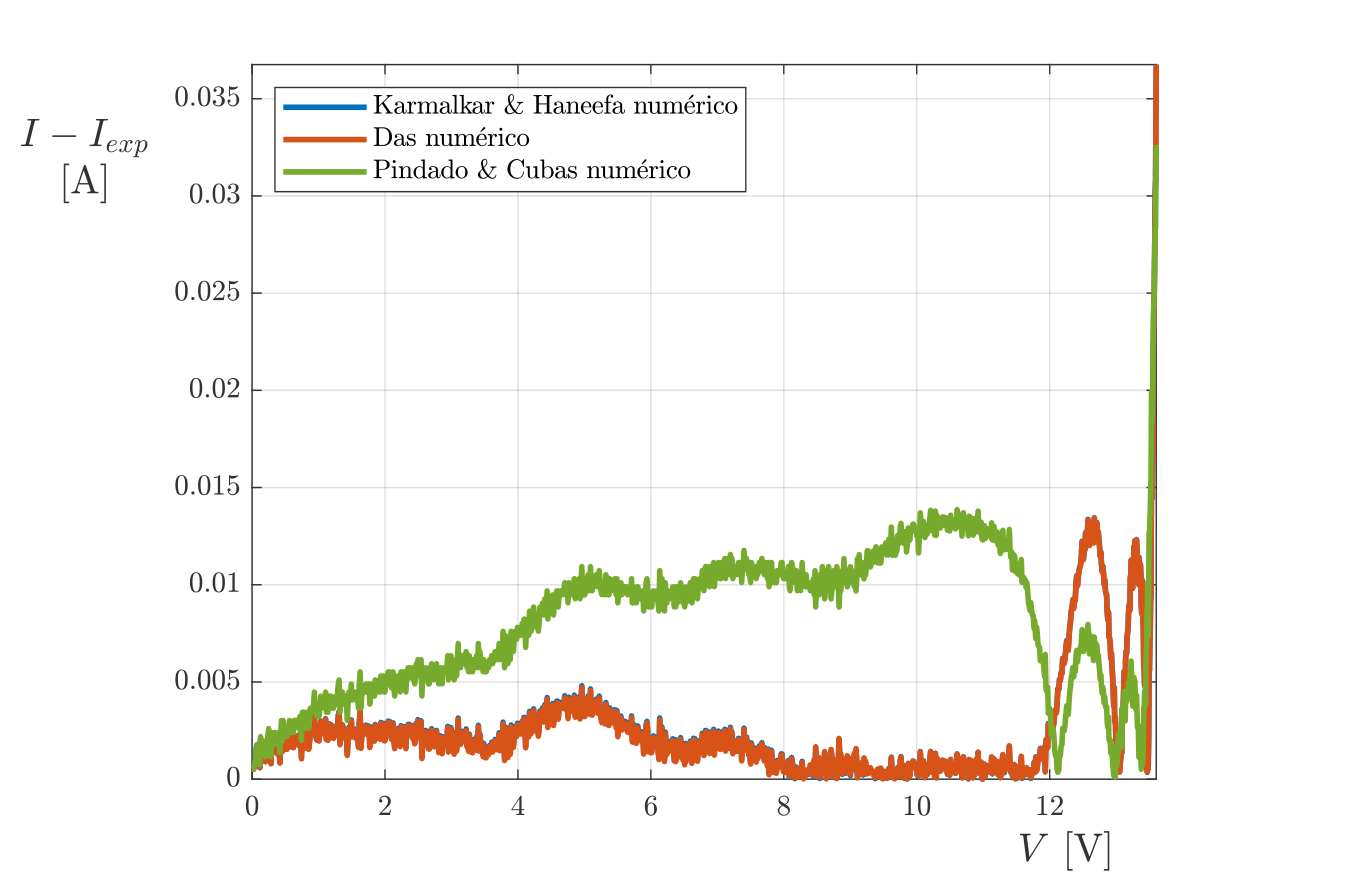 I − I_exp
[A]
0.035
0.03
0.025
0.02
0.015
0.01
0.005
0
Karmalkar & Haneefa numérico
Das numérico
Pindado & Cubas numérico
0 2 4 6 8 10 12
V [V]